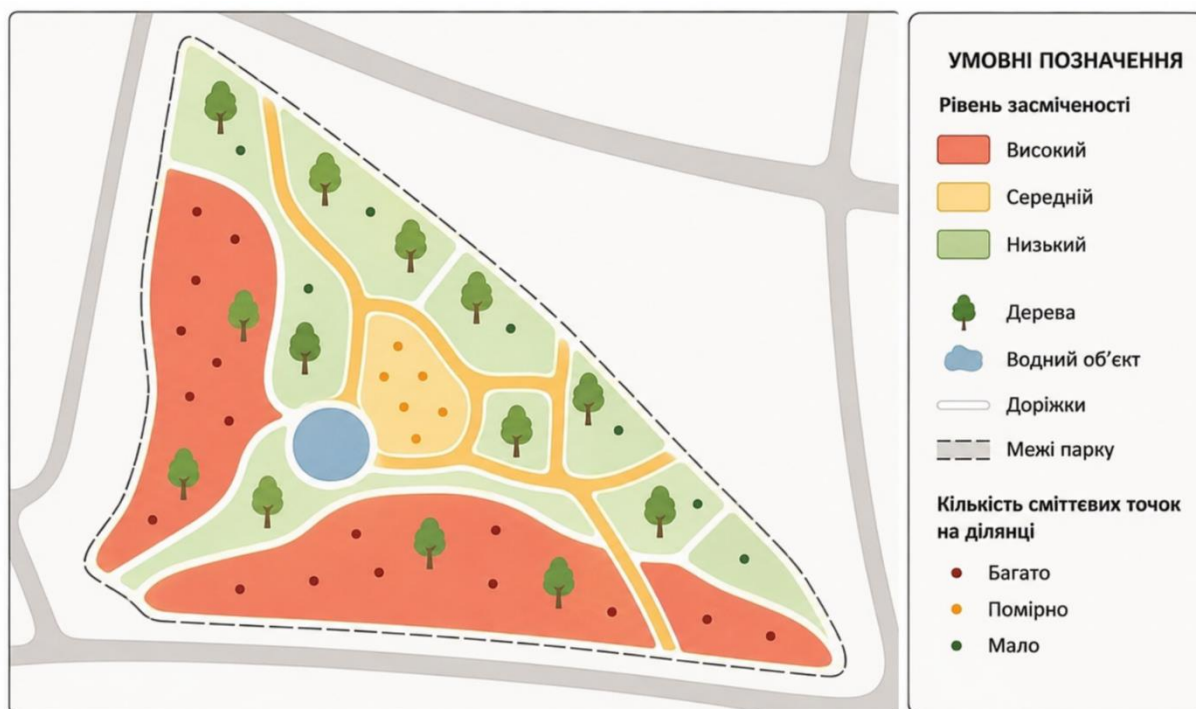 УМОВНІ ПОЗНАЧЕННЯ
Рівень засміченості
Високий
Середній
Низький
Дерева
Водний об’єкт
Доріжки
Межі парку
Кількість сміттєвих точок
на ділянці
Багато
Помірно
Мало